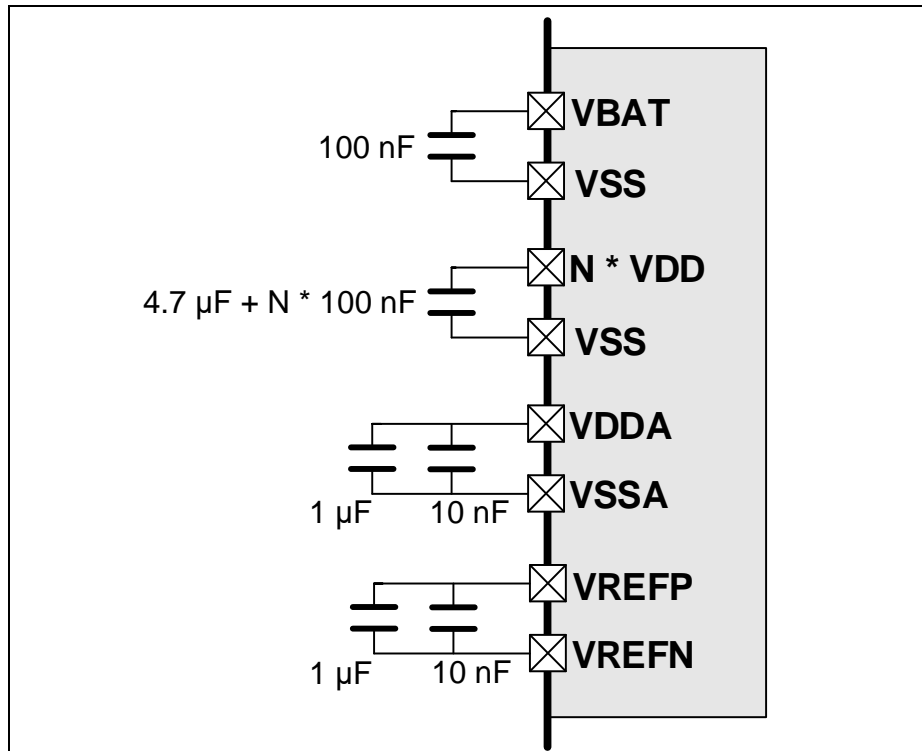 VBAT
100 nF
VSS
N * VDD
4.7 µF + N * 100 nF
VSS
VDDA
VSSA
1 µF 10 nF
VREFP
VREFN
1 µF 10 nF